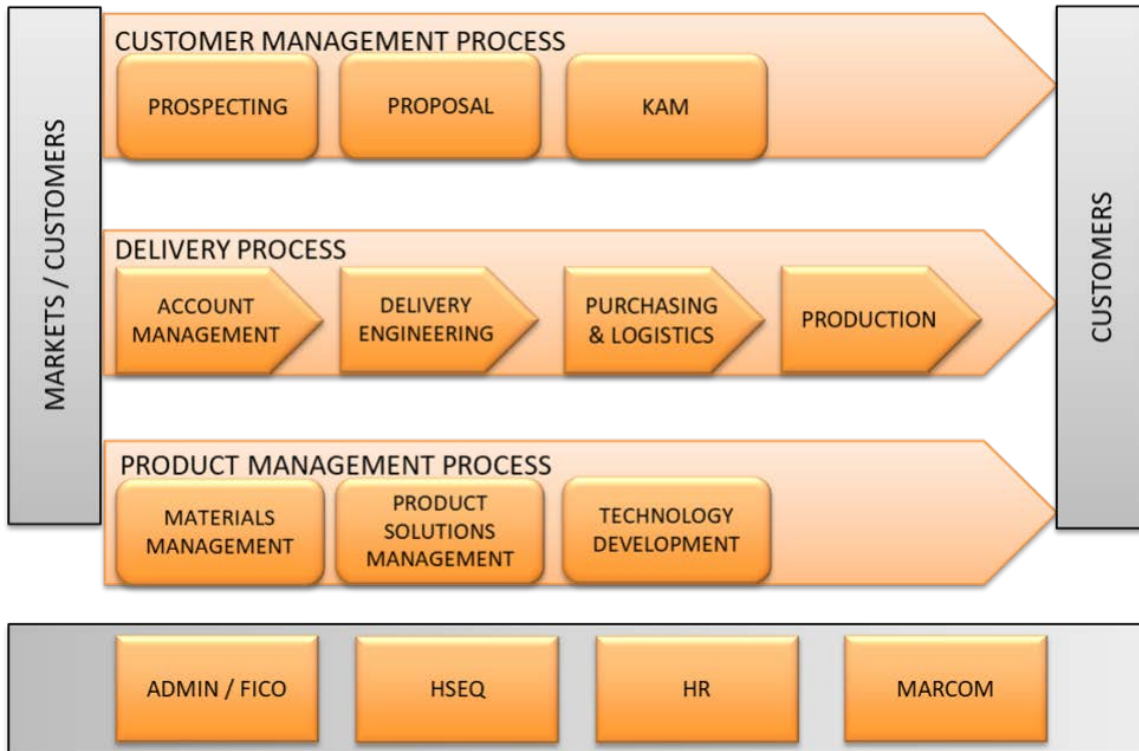 MARKETS / CUSTOMERS
CUSTOMER MANAGEMENT PROCESS
PROSPECTING
PROPOSAL
KAM
DELIVERY PROCESS
ACCOUNT
MANAGEMENT
DELIVERY
ENGINEERING
PURCHASING
& LOGISTICS
PRODUCTION
PRODUCT MANAGEMENT PROCESS
MATERIALS
MANAGEMENT
PRODUCT
SOLUTIONS
MANAGEMENT
TECHNOLOGY
DEVELOPMENT
CUSTOMERS
ADMIN / FICO
HSEQ
HR
MARCOM